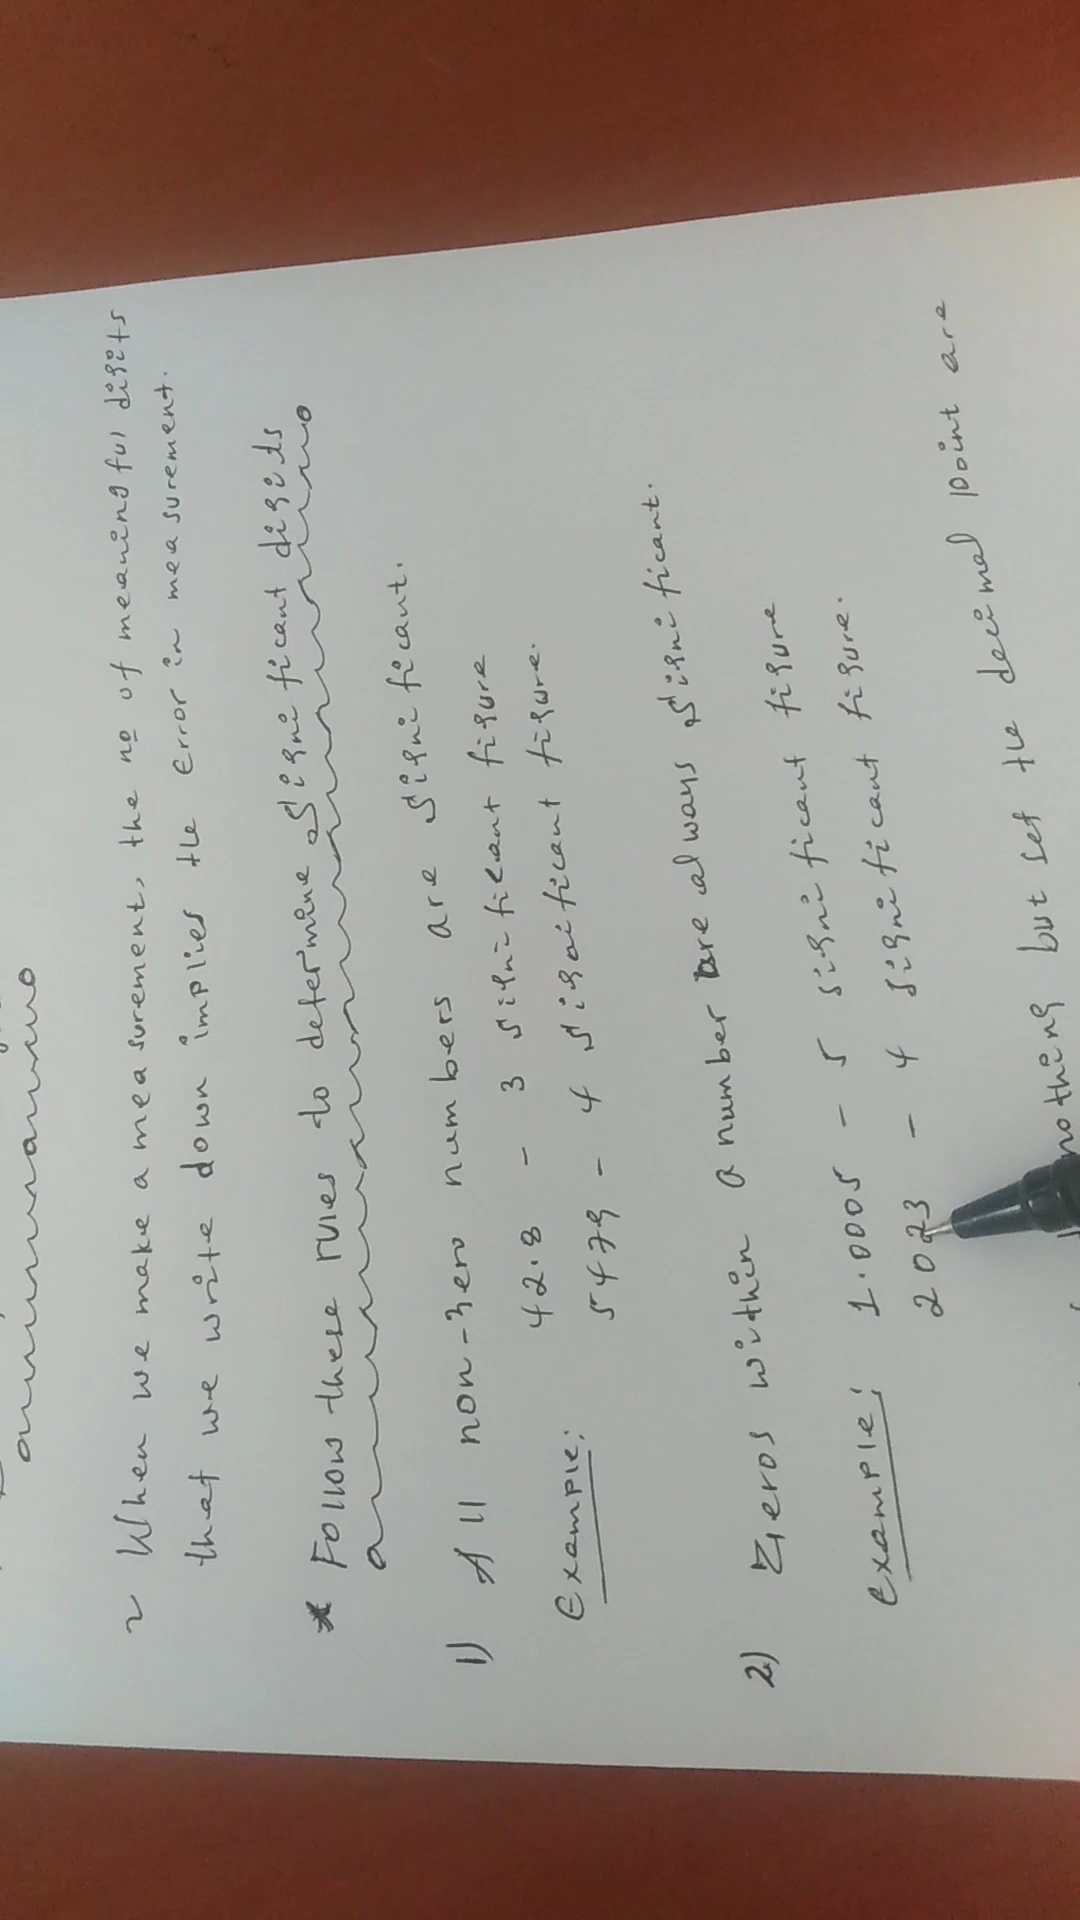 ~ When we make a measurement, the no of meaningful digits
that we write down implies the error in measurement.
* Follow these rules to determine significant digits
1) All non-zero numbers are significant.
Example: 42.8 - 3 significant figure
5479 - 4 significant figure.
2) Zeros within a number are always significant.
Example: 1.0005 - 5 significant figure
2023 - 4 significant figure.
nothing but set the decimal point are